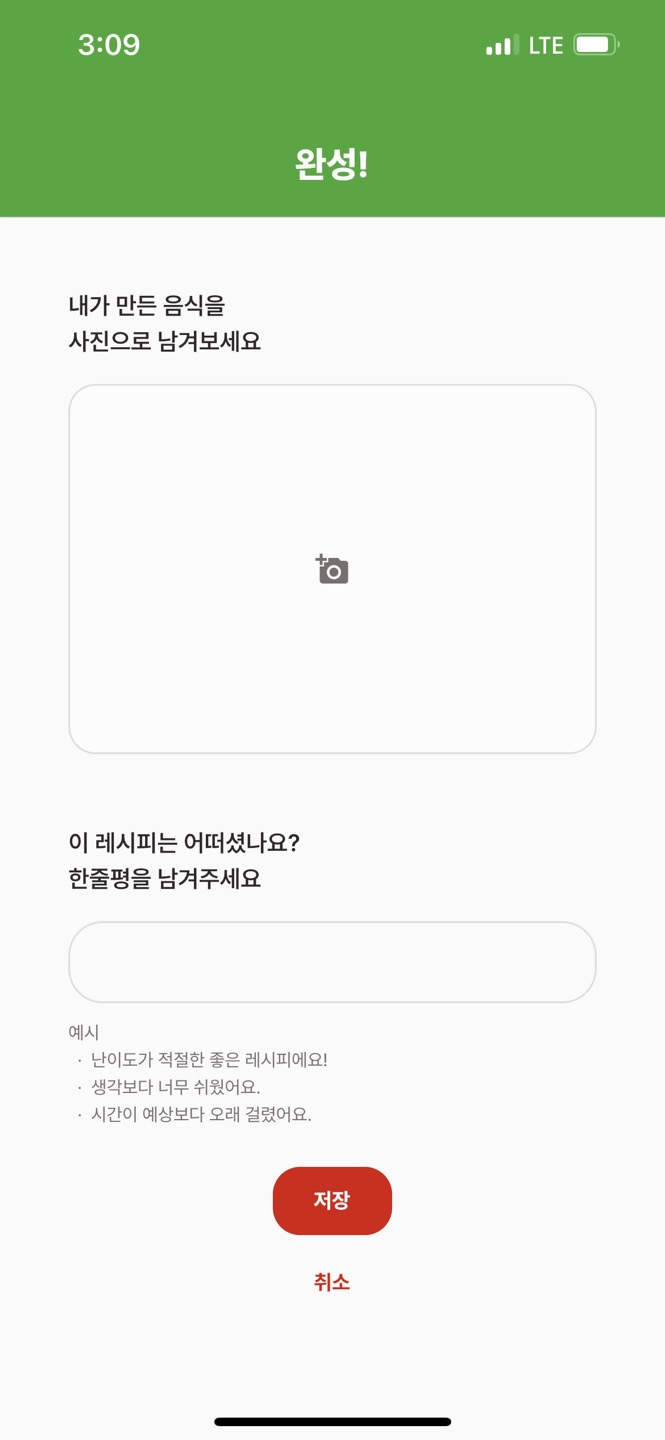 3:09
LTE
완성!
내가 만든 음식을
사진으로 남겨보세요
이 레시피는 어떠셨나요?
한줄평을 남겨주세요
예시
· 난이도가 적절한 좋은 레시피에요!
· 생각보다 너무 쉬웠어요.
· 시간이 예상보다 오래 걸렸어요.
저장
취소